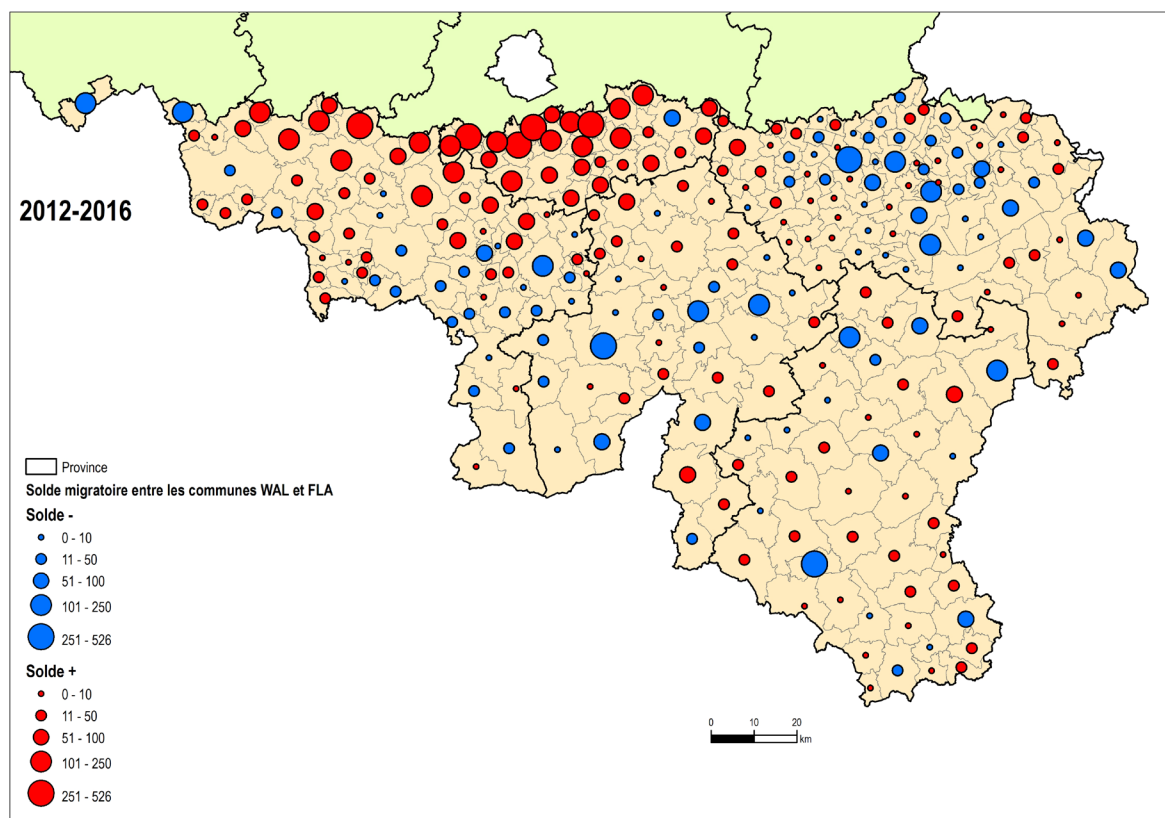 2012-2016
Province
Solde migratoire entre les communes WAL et FLA
Solde -
0 - 10
11 - 50
51 - 100
101 - 250
251 - 526
Solde +
0 - 10
11 - 50
51 - 100
101 - 250
251 - 526
0 10 20
km